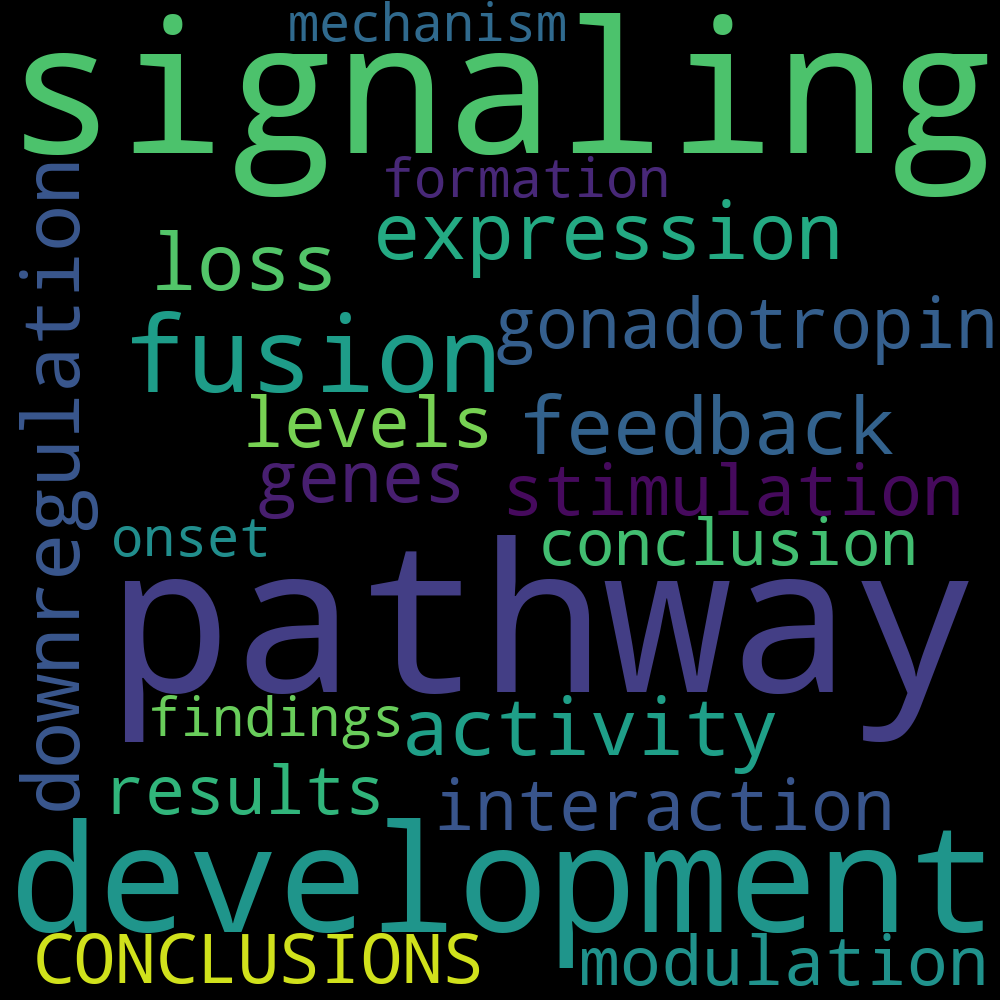 mechanism
signaling
formation
expression
loss
gonadotropin
fusion
levels
feedback
genes
stimulation
onset
conclusion
downregulation
pathway
findings
activity
results
interaction
development
CONCLUSIONS
modulation